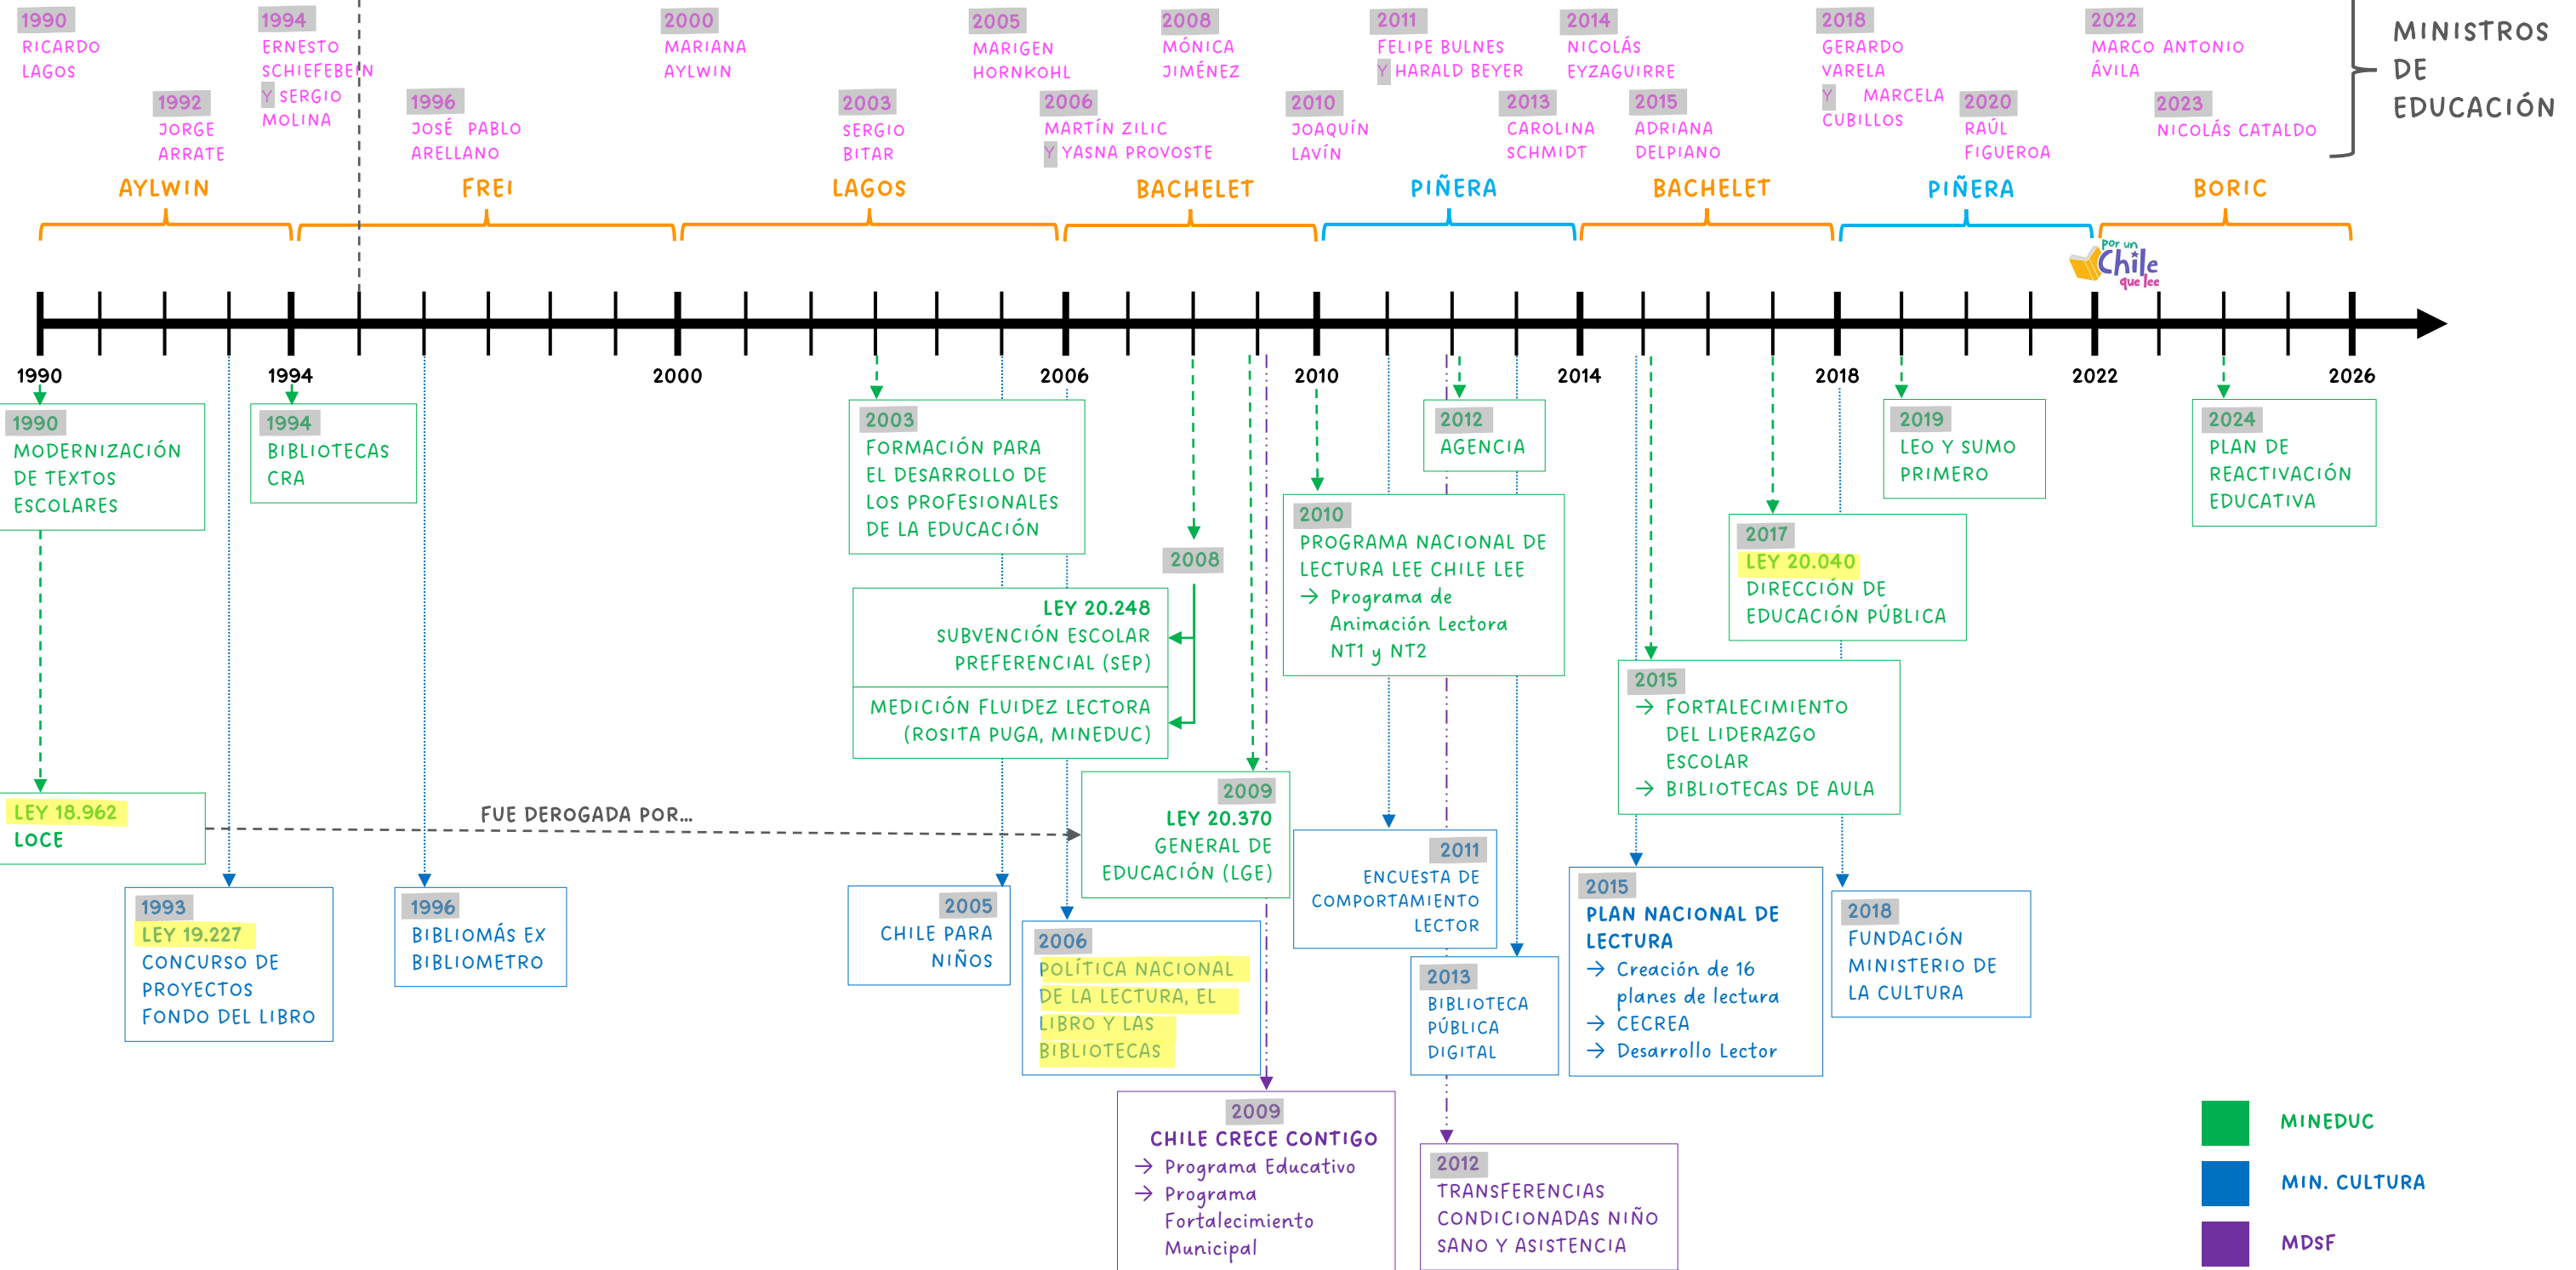 1990
RICARDO
LAGOS
1992
JORGE
ARRATE
1994
ERNESTO
SCHIEFEBEIN
Y SERGIO
MOLINA
1996
JOSÉ PABLO
ARELLANO
2000
MARIANA
AYLWIN
2003
SERGIO
BITAR
2005
MARIGEN
HORNKOHL
2006
MARTÍN ZILIC
Y YASNA PROVOSTE
2008
MÓNICA
JIMÉNEZ
2010
JOAQUÍN
LAVÍN
2011
FELIPE BULNES
Y HARALD BEYER
2013
CAROLINA
SCHMIDT
2014
NICOLÁS
EYZAGUIRRE
2015
ADRIANA
DELPIANO
2018
GERARDO
VARELA
Y MARCELA
CUBILLOS
2020
RAÚL
FIGUEROA
2022
MARCO ANTONIO
ÁVILA
2023
NICOLÁS CATALDO
MINISTROS
DE
EDUCACIÓN
AYLWIN
FREI
LAGOS
BACHELET
PIÑERA
BACHELET
PIÑERA
BORIC
por un
Chile
que lee
1990
1994
2000
2006
2010
2014
2018
2022
2026
1990
MODERNIZACIÓN
DE TEXTOS
ESCOLARES
1994
BIBLIOTECAS
CRA
2003
FORMACIÓN PARA
EL DESARROLLO DE
LOS PROFESIONALES
DE LA EDUCACIÓN
2008
LEY 20.248
SUBVENCIÓN ESCOLAR
PREFERENCIAL (SEP)
MEDICIÓN FLUIDEZ LECTORA
(ROSITA PUGA, MINEDUC)
2012
AGENCIA
2010
PROGRAMA NACIONAL DE
LECTURA LEE CHILE LEE
→ Programa de
Animación Lectora
NT1 y NT2
2019
LEO Y SUMO
PRIMERO
2017
LEY 20.040
DIRECCIÓN DE
EDUCACIÓN PÚBLICA
2024
PLAN DE
REACTIVACIÓN
EDUCATIVA
2015
→ FORTALECIMIENTO
DEL LIDERAZGO
ESCOLAR
→ BIBLIOTECAS DE AULA
LEY 18.962
LOCE
FUE DEROGADA POR...
2009
LEY 20.370
GENERAL DE
EDUCACIÓN (LGE)
1993
LEY 19.227
CONCURSO DE
PROYECTOS
FONDO DEL LIBRO
1996
BIBLIOMÁS EX
BIBLIOMETRO
2005
CHILE PARA
NIÑOS
2006
POLÍTICA NACIONAL
DE LA LECTURA, EL
LIBRO Y LAS
BIBLIOTECAS
2011
ENCUESTA DE
COMPORTAMIENTO
LECTOR
2013
BIBLIOTECA
PÚBLICA
DIGITAL
2015
PLAN NACIONAL DE
LECTURA
→ Creación de 16
planes de lectura
→ CECREA
→ Desarrollo Lector
2018
FUNDACIÓN
MINISTERIO DE
LA CULTURA
2009
CHILE CRECE CONTIGO
→ Programa Educativo
→ Programa
Fortalecimiento
Municipal
2012
TRANSFERENCIAS
CONDICIONADAS NIÑO
SANO Y ASISTENCIA
MINEDUC
MIN. CULTURA
MDSF